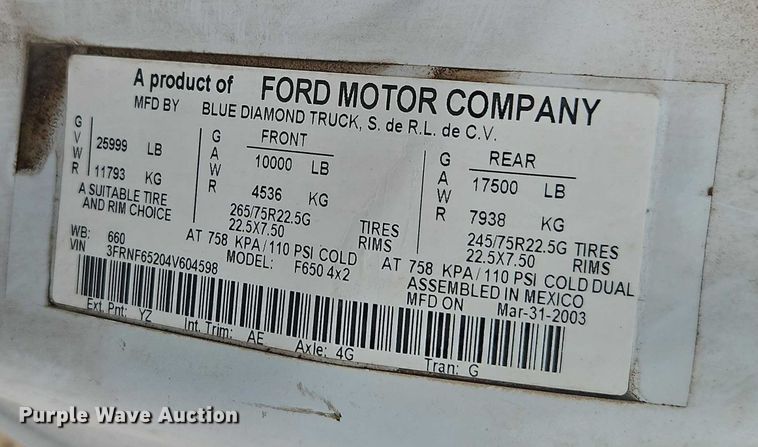 A product of FORD MOTOR COMPANY
MFD BY BLUE DIAMOND TRUCK, S. de R.L. de C.V.
GVWR 25999 LB
11793 KG
A SUITABLE TIRE
AND RIM CHOICE
FRONT
GAWR 10000 LB
4536 KG
265/75R22.5G TIRES
22.5X7.50 RIMS
AT 758 KPA/110 PSI COLD
REAR
GAWR 17500 LB
7938 KG
245/75R22.5G TIRES
22.5X7.50 RIMS
AT 758 KPA/110 PSI COLD DUAL
WB: 660
VIN 3FRNF65204V604598
MODEL: F650 4x2
ASSEMBLED IN MEXICO
MFD ON Mar-31-2003
Ext. Pnt: YZ Int. Trim: AE Axle: 4G Tran: G
Purple Wave Auction